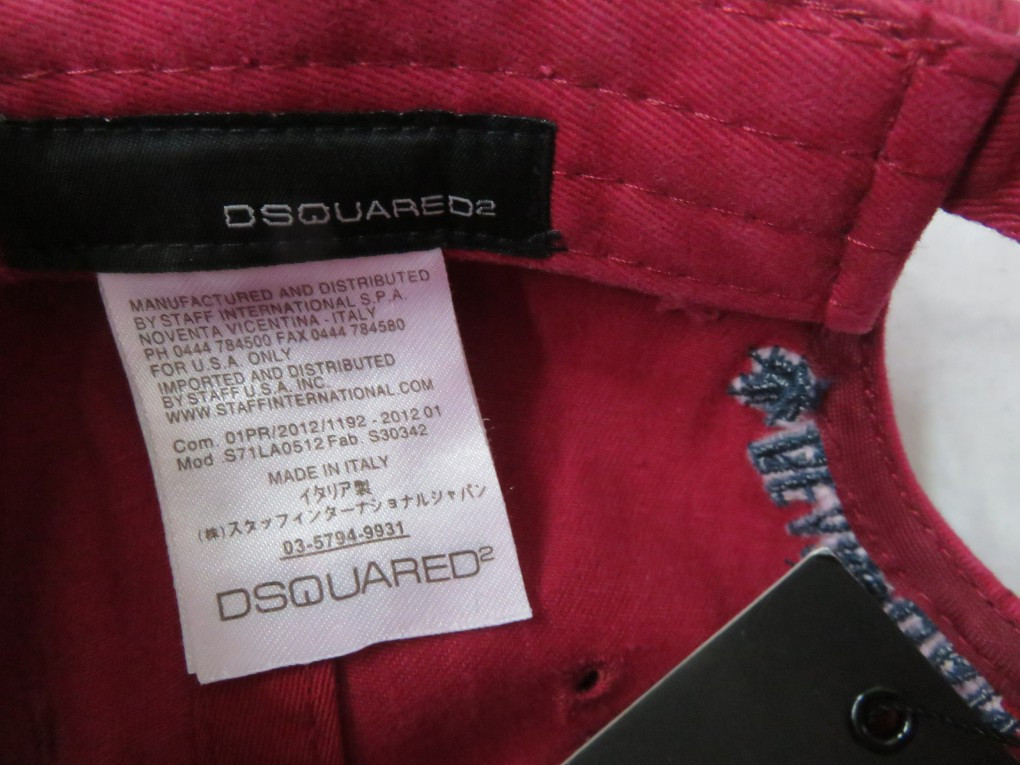 DSQUARED2
MANUFACTURED AND DISTRIBUTED
BY STAFF INTERNATIONAL S.P.A.
NOVENTA VICENTINA - ITALY
PH 0444 784500 FAX 0444 784580
FOR U.S.A. ONLY
IMPORTED AND DISTRIBUTED
BY STAFF U.S.A. INC.
WWW.STAFFINTERNATIONAL.COM
Com. 01PR/2012/1192 - 2012 01
Mod .S71LA0512 Fab. S30342
MADE IN ITALY
イタリア製
(株)スタッフインターナショナルジャパン
03-5794-9931
DSQUARED2